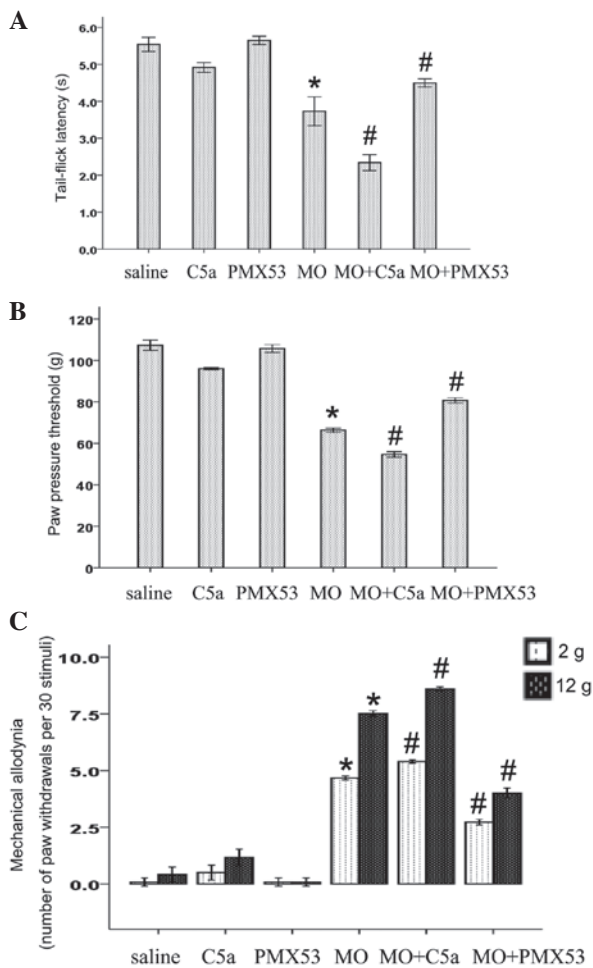 A
Tail-flick latency (s)
6.0
5.0
4.0
3.0
2.0
1.0
0.0
*
#
#
saline C5a PMX53 MO MO+C5a MO+PMX53
B
Paw pressure threshold (g)
120
100
80
60
40
20
0
*
#
#
saline C5a PMX53 MO MO+C5a MO+PMX53
C
Mechanical allodynia
(number of paw withdrawals per 30 stimuli)
10.0
7.5
5.0
2.5
0.0
2 g
12 g
* *
# #
# #
saline C5a PMX53 MO MO+C5a MO+PMX53